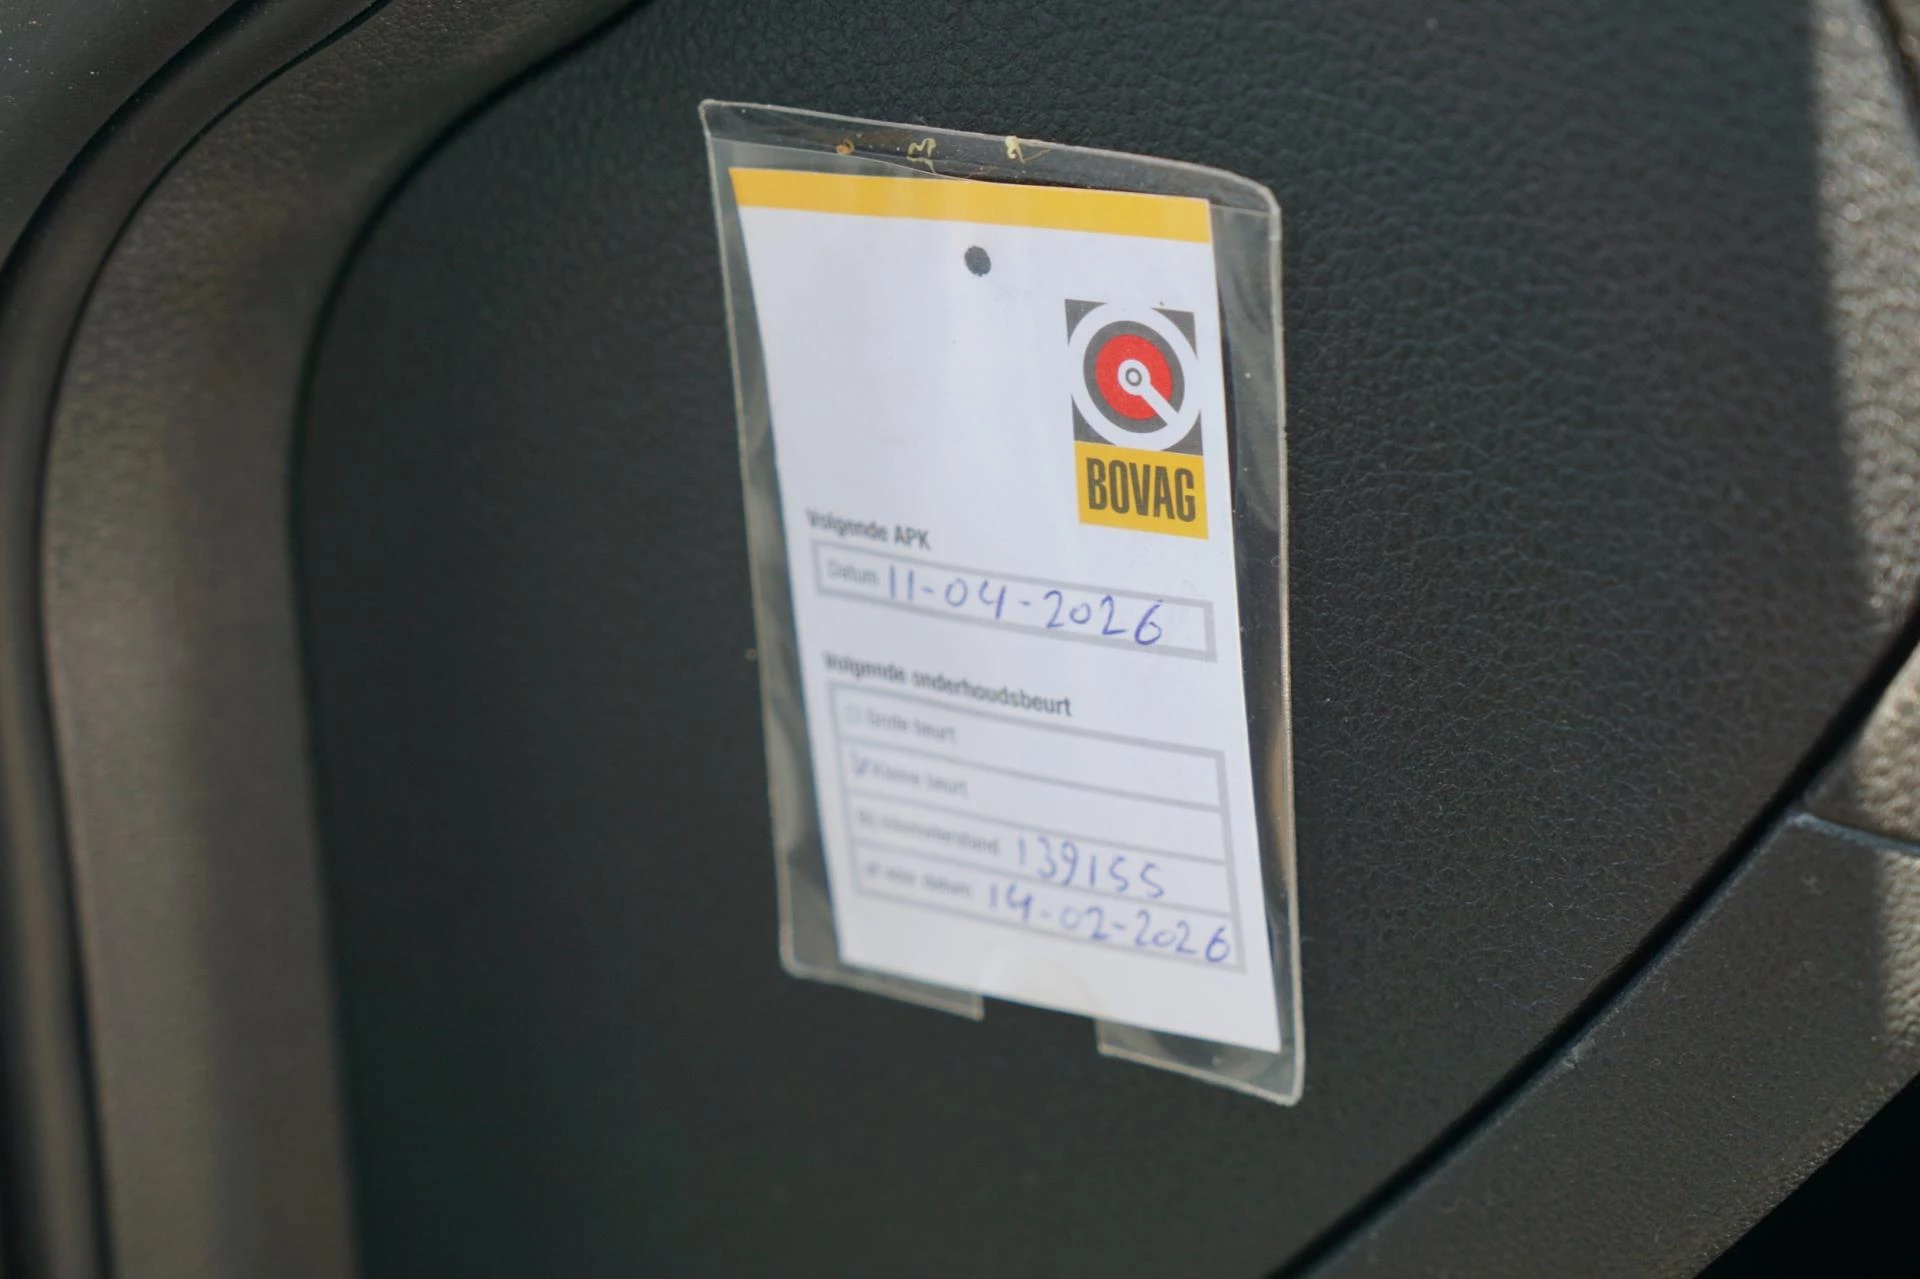 BOVAG
Volgende APK
Datum 11-04-2026
Volgende onderhoudsbeurt
Grote beurt
Kleine beurt
Bij kilometerstand 139155
of vóór datum 14-02-2026